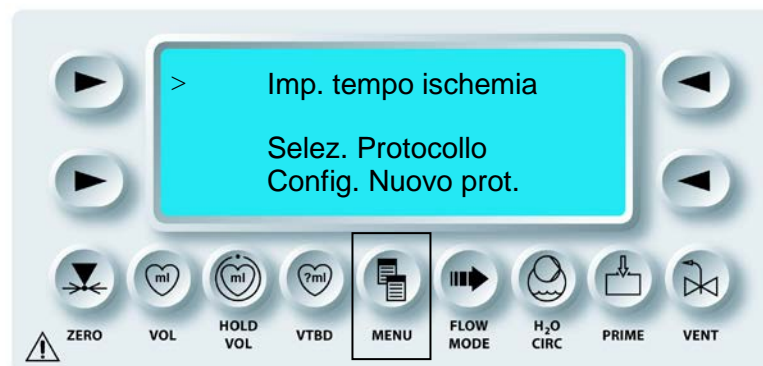 > Imp. tempo ischemia
Selez. Protocollo
Config. Nuovo prot.
ml ml ?ml
ZERO VOL HOLD VOL VTBD MENU FLOW MODE H₂O CIRC PRIME VENT